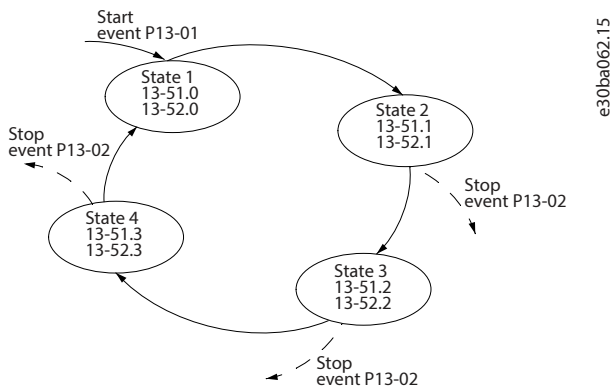 Start
event P13-01
State 1
13-51.0
13-52.0
State 2
13-51.1
13-52.1
Stop
event P13-02
State 3
13-51.2
13-52.2
Stop
event P13-02
State 4
13-51.3
13-52.3
Stop
event P13-02
e30ba062.15